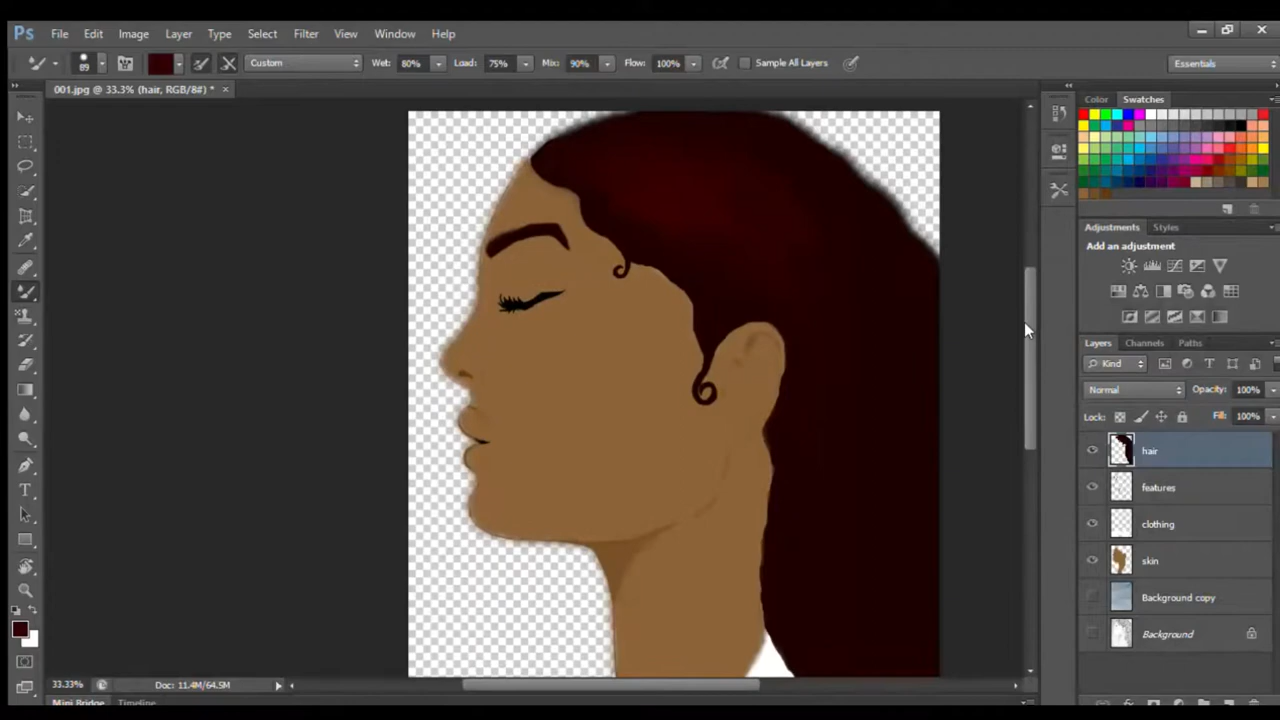 Ps File Edit Image Layer Type Select Filter View Window Help
89 Custom Wet: 80% Load: 75% Mix: 90% Flow: 100% Sample All Layers Essentials
001.jpg @ 33.3% (hair, RGB/8#) * ×
Color Swatches
Adjustments Styles
Add an adjustment
Layers Channels Paths
Kind
Normal Opacity: 100%
Lock: Fill: 100%
hair
features
clothing
skin
Background copy
Background
33.33% Doc: 11.4M/64.5M
Mini Bridge Timeline